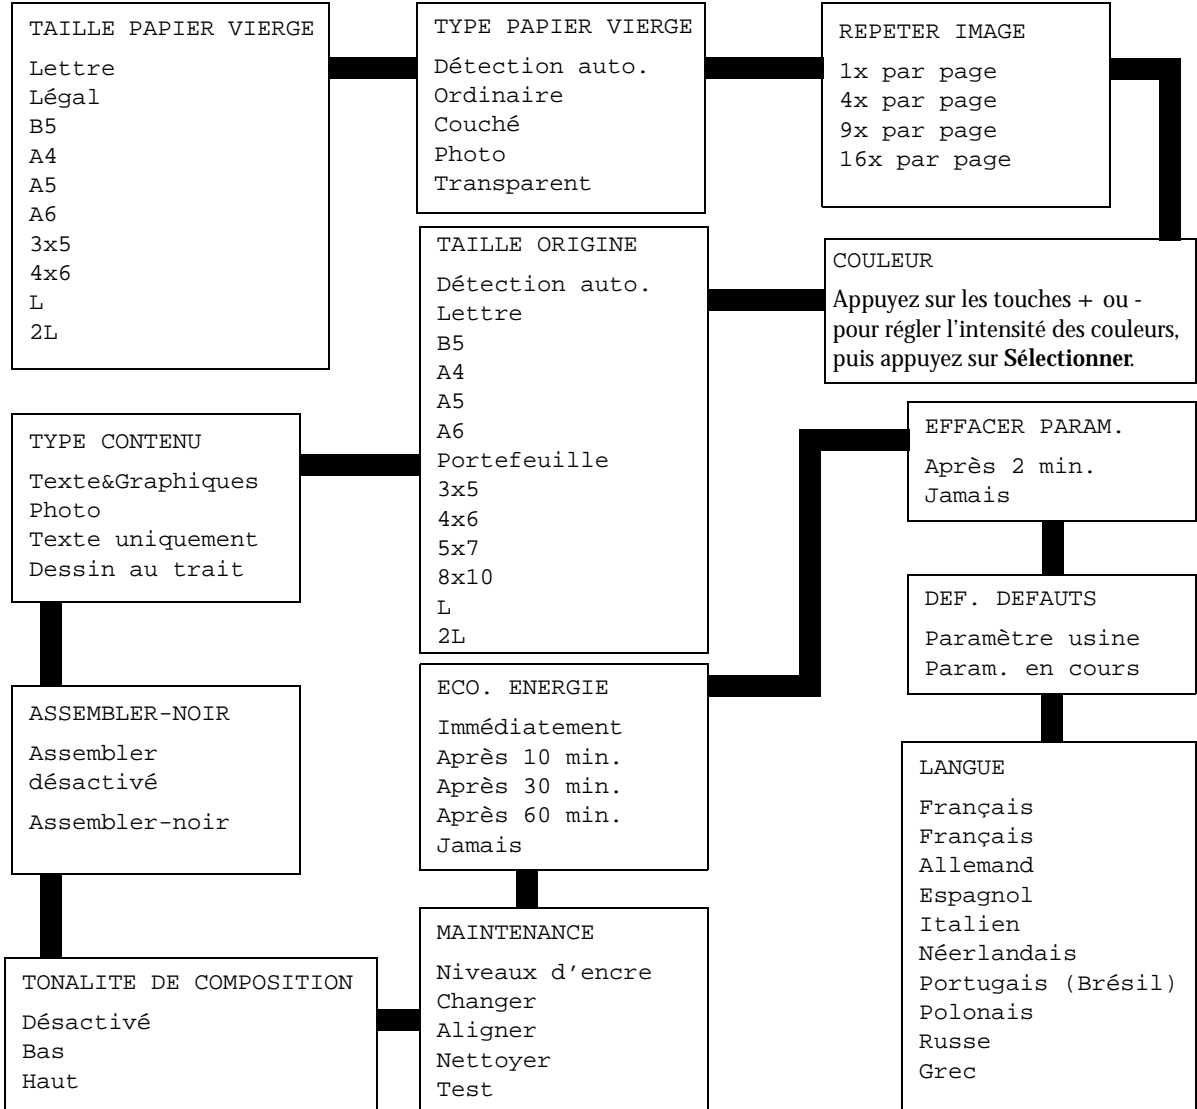 TAILLE PAPIER VIERGE
Lettre
Légal
B5
A4
A5
A6
3x5
4x6
L
2L
TYPE PAPIER VIERGE
Détection auto.
Ordinaire
Couché
Photo
Transparent
REPETER IMAGE
1x par page
4x par page
9x par page
16x par page
COULEUR
Appuyez sur les touches + ou -
pour régler l'intensité des couleurs,
puis appuyez sur Sélectionner.
TAILLE ORIGINE
Détection auto.
Lettre
B5
A4
A5
A6
Portefeuille
3x5
4x6
5x7
8x10
L
2L
TYPE CONTENU
Texte&Graphiques
Photo
Texte uniquement
Dessin au trait
ASSEMBLER-NOIR
Assembler
désactivé
Assembler-noir
TONALITE DE COMPOSITION
Désactivé
Bas
Haut
MAINTENANCE
Niveaux d'encre
Changer
Aligner
Nettoyer
Test
ECO. ENERGIE
Immédiatement
Après 10 min.
Après 30 min.
Après 60 min.
Jamais
EFFACER PARAM.
Après 2 min.
Jamais
DEF. DEFAUTS
Paramètre usine
Param. en cours
LANGUE
Français
Français
Allemand
Espagnol
Italien
Néerlandais
Portugais (Brésil)
Polonais
Russe
Grec